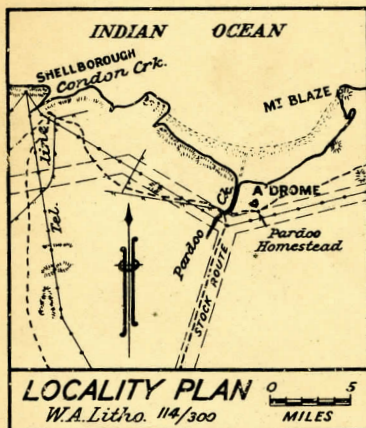 INDIAN OCEAN
SHELLBOROUGH
Condon Crk.
MT BLAZE
Line
Tel.
Ck
A'DROME
Pardoo
Pardoo
Homestead
STOCK ROUTE
LOCALITY PLAN
0 5
MILES
W.A.Litho. 114/300